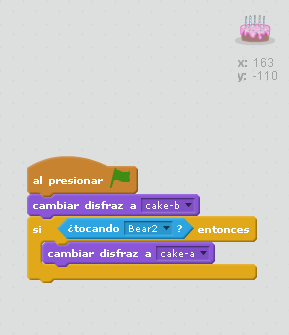 x: 163
y: -110
al presionar
cambiar disfraz a cake-b
si ¿tocando Bear2 ? entonces
cambiar disfraz a cake-a